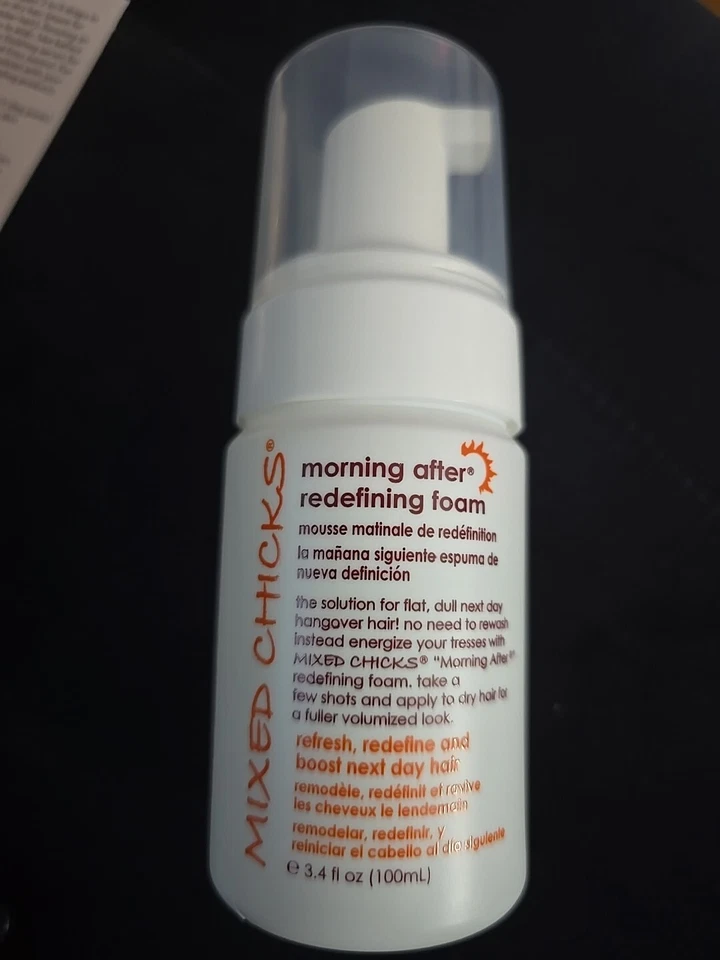 MIXED CHICKS®
morning after®
redefining foam
mousse matinale de redéfinition
la mañana siguiente espuma de
nueva definición
the solution for flat, dull next day
hangover hair! no need to rewash
instead energize your tresses with
MIXED CHICKS® "Morning After®"
redefining foam. take a
few shots and apply to dry hair for
a fuller volumized look.
refresh, redefine and
boost next day hair
remodèle, redéfinit et revive
les cheveux le lendemain
remodelar, redefinir, y
reiniciar el cabello al día siguiente
℮ 3.4 fl oz (100mL)